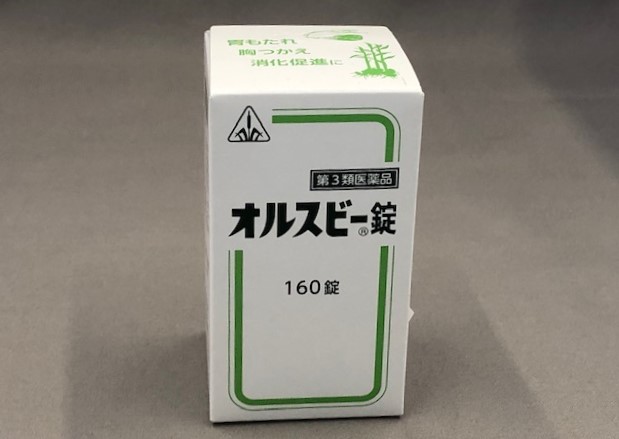 胃もたれ
胸つかえ
消化促進に
第3類医薬品
オルスビー®錠
160錠